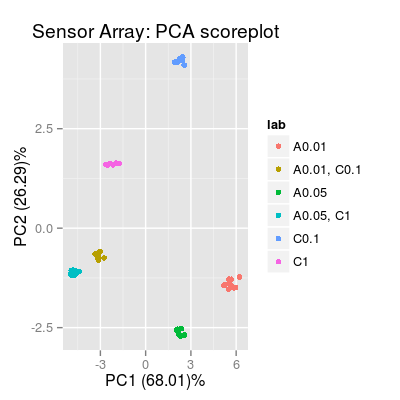 Sensor Array: PCA scoreplot
PC2 (26.29)%
2.5
0.0
-2.5
-3
0
3
6
PC1 (68.01)%
lab
A0.01
A0.01, C0.1
A0.05
A0.05, C1
C0.1
C1